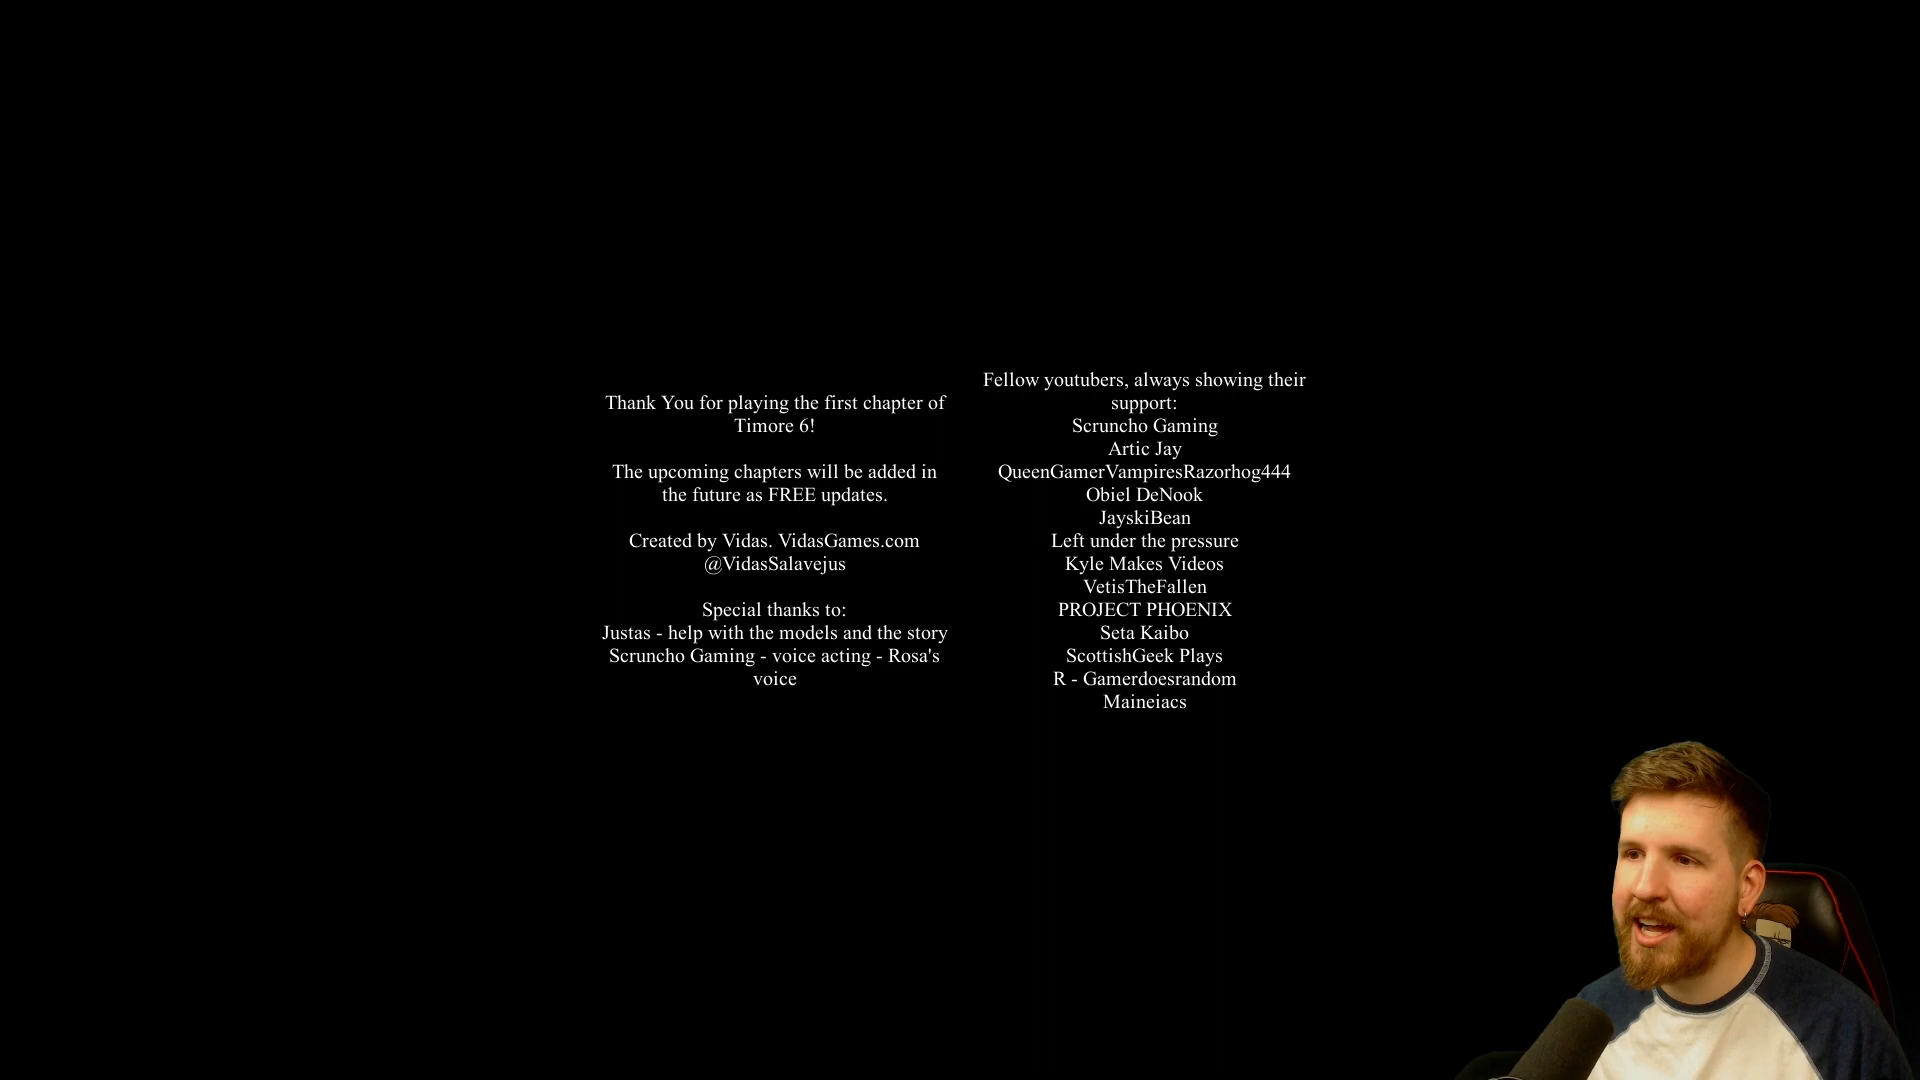 Thank You for playing the first chapter of
Timore 6!
The upcoming chapters will be added in
the future as FREE updates.
Created by Vidas. VidasGames.com
@VidasSalavejus
Special thanks to:
Justas - help with the models and the story
Scruncho Gaming - voice acting - Rosa's
voice
Fellow youtubers, always showing their
support:
Scruncho Gaming
Artic Jay
QueenGamerVampiresRazorhog444
Obiel DeNook
JayskiBean
Left under the pressure
Kyle Makes Videos
VetisTheFallen
PROJECT PHOENIX
Seta Kaibo
ScottishGeek Plays
R - Gamerdoesrandom
Maineiacs